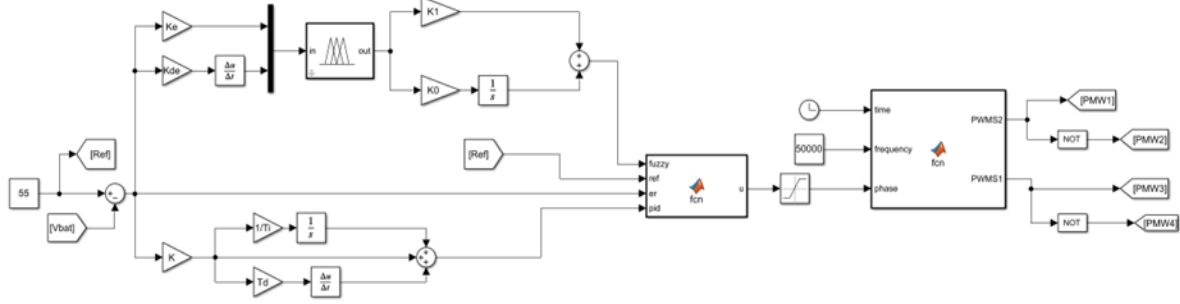 Ke
Kde
Δu
Δt
in
out
K1
K0
1
s
+
+
[Ref]
55
+
−
[Vbat]
K
1/Ti
1
s
Td
Δu
Δt
+
+
+
[Ref]
fuzzy
ref
er
pid
fcn
u
50000
time
frequency
phase
fcn
PWMS2
PWMS1
NOT
NOT
[PMW1]
[PMW2]
[PMW3]
[PMW4]